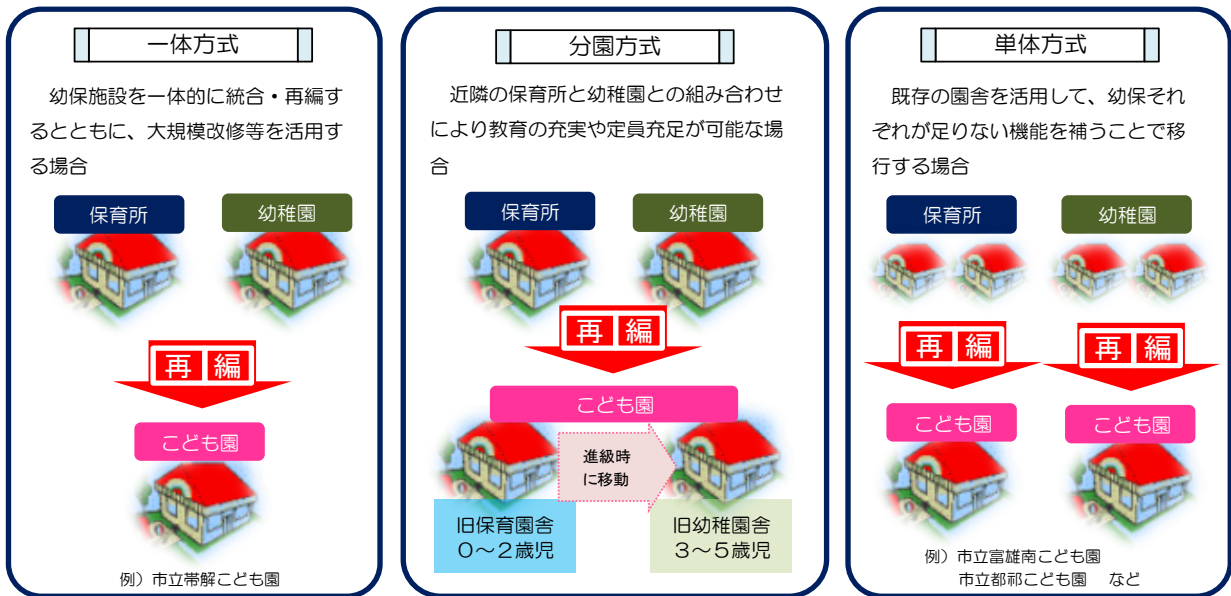 一体方式
幼保施設を一体的に統合・再編す
るとともに、大規模改修等を活用す
る場合
保育所
幼稚園
再編
こども園
例）市立帯解こども園
分園方式
近隣の保育所と幼稚園との組み合わせ
により教育の充実や定員充足が可能な場
合
保育所
幼稚園
再編
こども園
進級時
に移動
旧保育園舎
０～２歳児
旧幼稚園舎
３～５歳児
単体方式
既存の園舎を活用して、幼保それ
ぞれが足りない機能を補うことで移
行する場合
保育所
幼稚園
再編
再編
こども園
こども園
例）市立富雄南こども園
市立都祁こども園　など